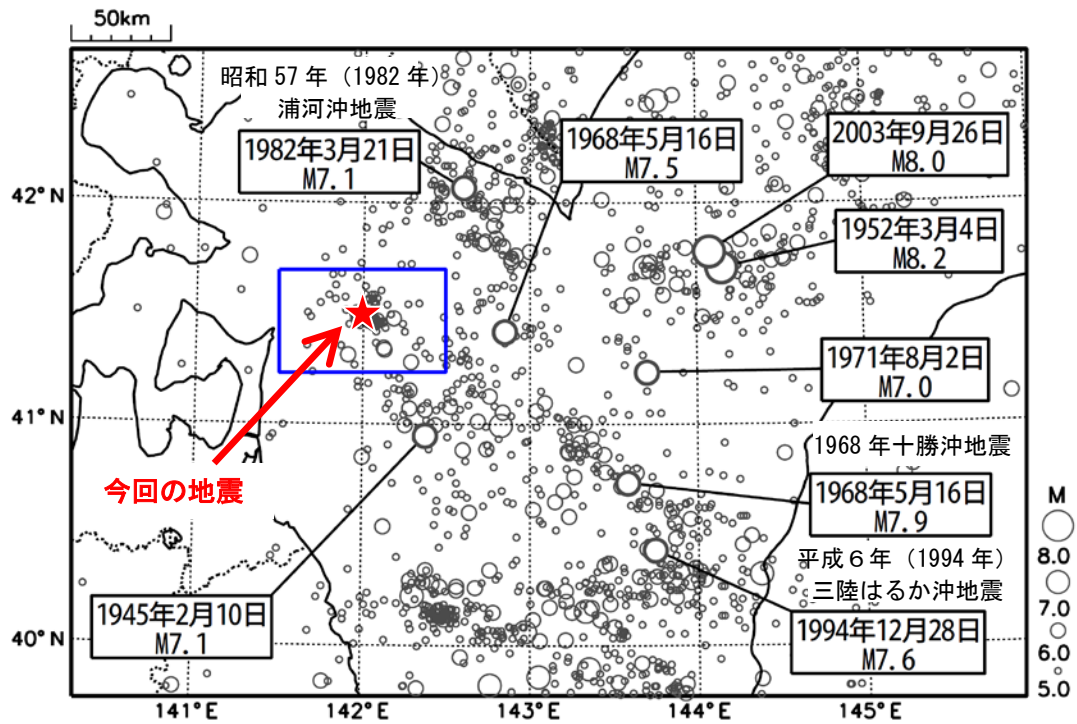 50km
昭和 57 年（1982 年）
浦河沖地震
1982年3月21日
M7.1
1968年5月16日
M7.5
2003年9月26日
M8.0
42°N
1952年3月4日
M8.2
1971年8月2日
M7.0
41°N
1968 年十勝沖地震
今回の地震
1968年5月16日
M7.9
平成６年（1994 年）
三陸はるか沖地震
1994年12月28日
M7.6
1945年2月10日
M7.1
40°N
141°E
142°E
143°E
144°E
145°E
M
8.0
7.0
6.0
5.0